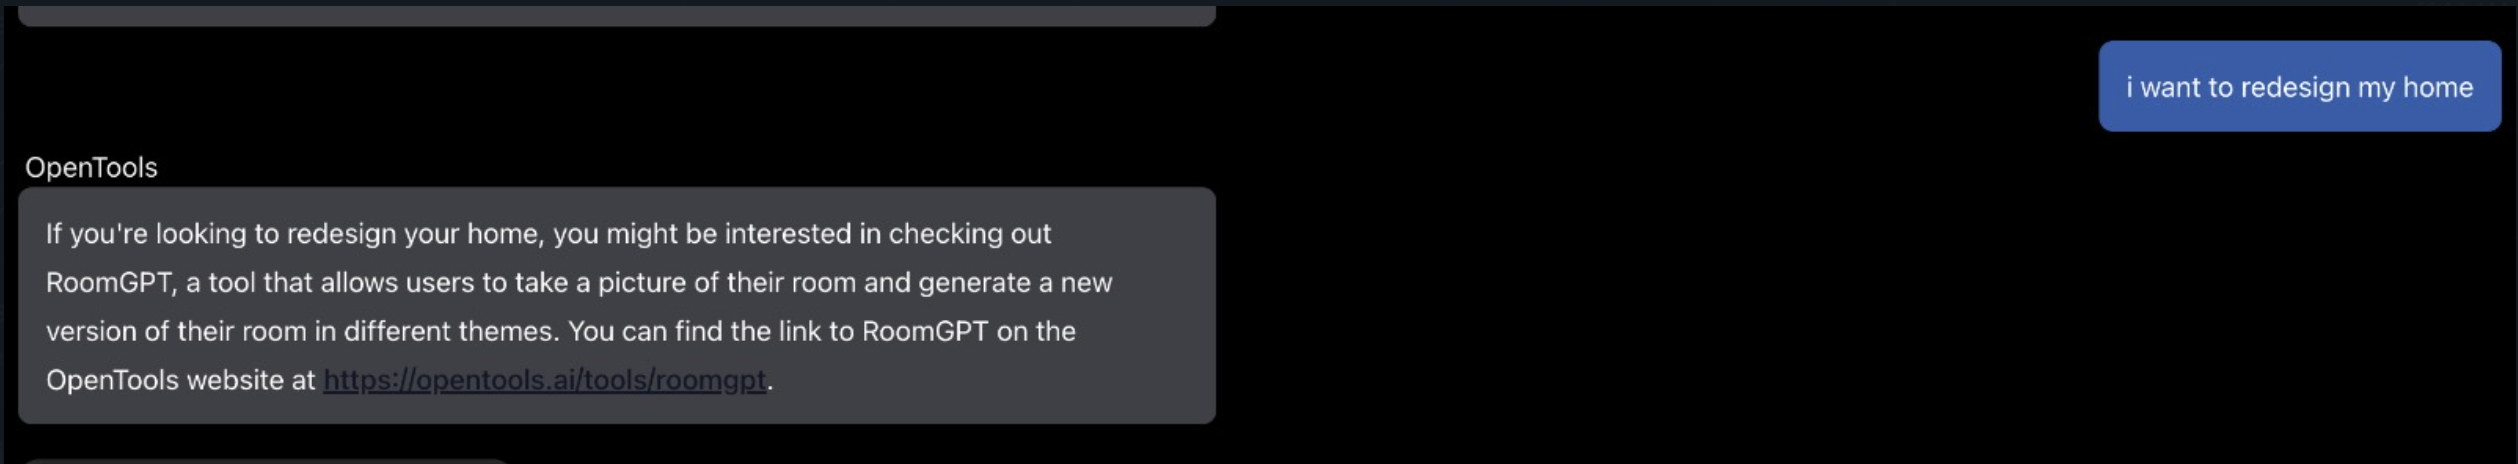 i want to redesign my home
OpenTools
If you're looking to redesign your home, you might be interested in checking out
RoomGPT, a tool that allows users to take a picture of their room and generate a new
version of their room in different themes. You can find the link to RoomGPT on the
OpenTools website at https://opentools.ai/tools/roomgpt.